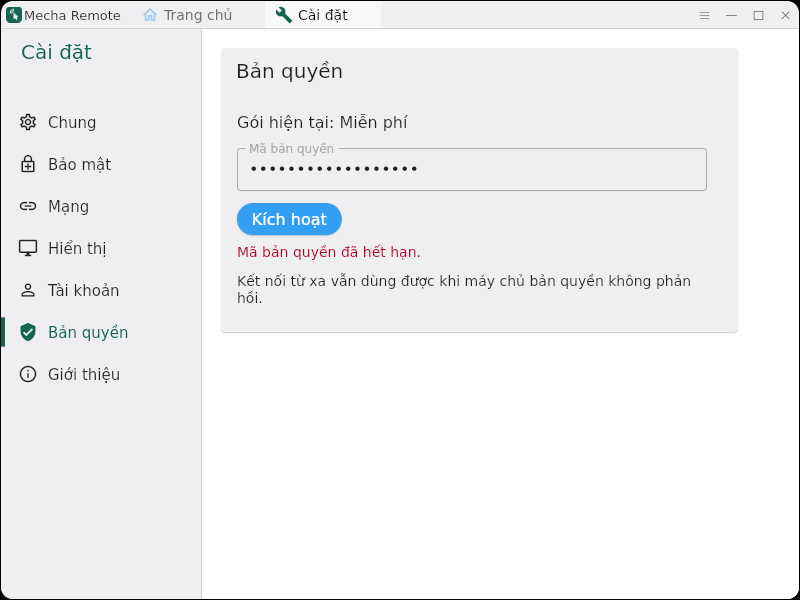 Mecha Remote
Trang chủ
Cài đặt
Cài đặt
Chung
Bảo mật
Mạng
Hiển thị
Tài khoản
Bản quyền
Giới thiệu
Bản quyền
Gói hiện tại: Miễn phí
Mã bản quyền
••••••••••••••••••
Kích hoạt
Mã bản quyền đã hết hạn.
Kết nối từ xa vẫn dùng được khi máy chủ bản quyền không phản
hồi.